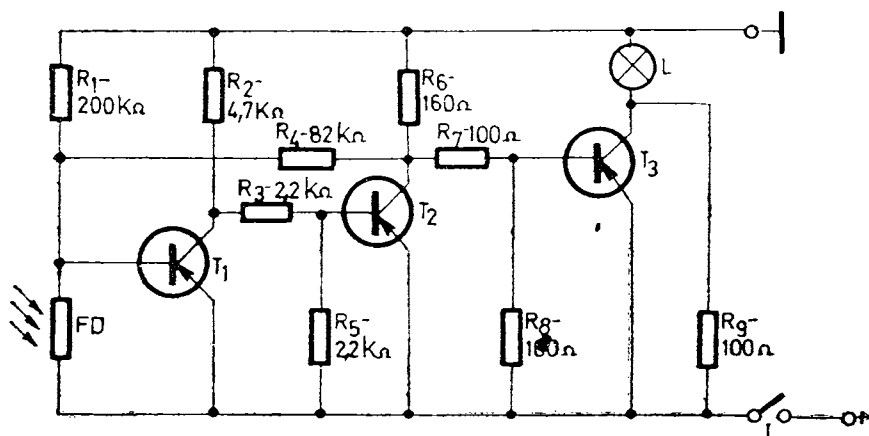 R1-
200KΩ
R2-
4,7KΩ
R6-
160Ω
L
R4-82KΩ
R7-100Ω
T3
R3-2,2KΩ
T2
T1
FD
R5-
2,2KΩ
R8-
R9-
100Ω
I